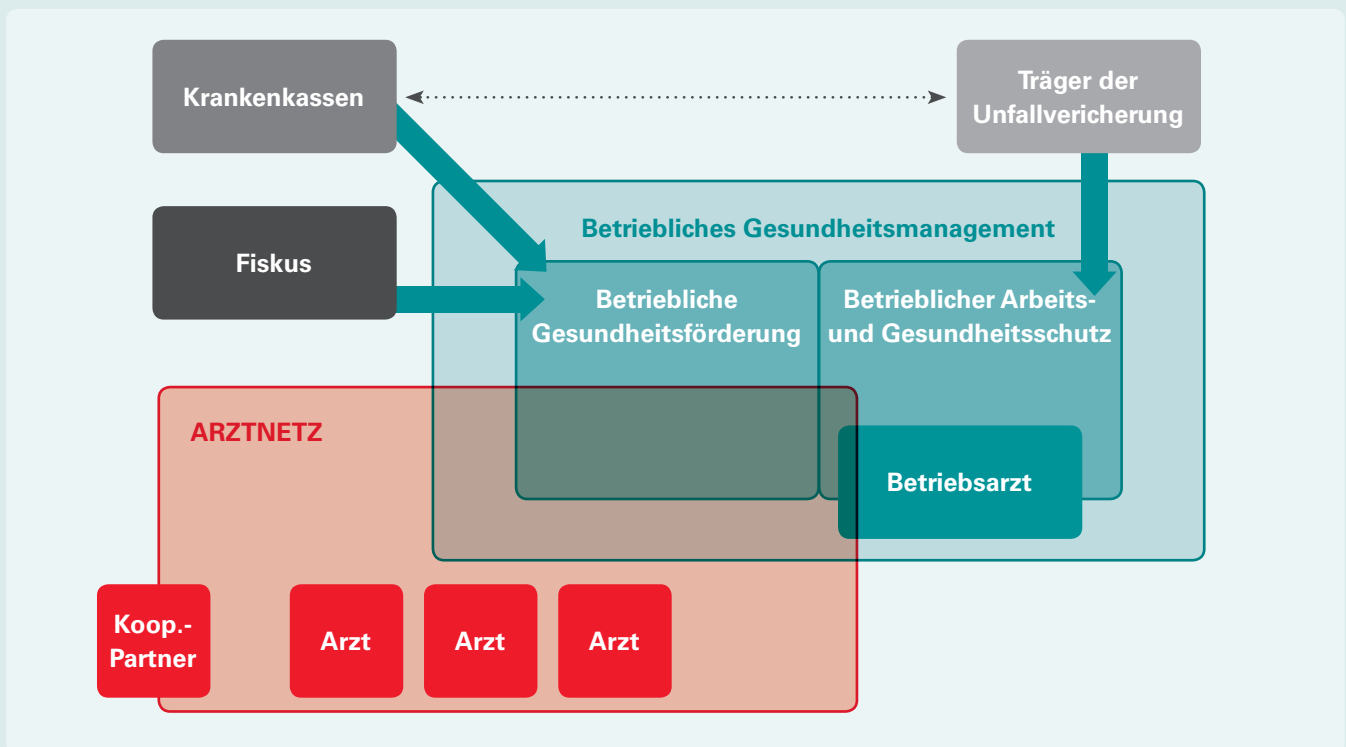 Krankenkassen
Träger der
Unfallvericherung
Fiskus
Betriebliches Gesundheitsmanagement
Betriebliche
Gesundheitsförderung
Betrieblicher Arbeits-
und Gesundheitsschutz
ARZTNETZ
Betriebsarzt
Koop.-
Partner
Arzt
Arzt
Arzt